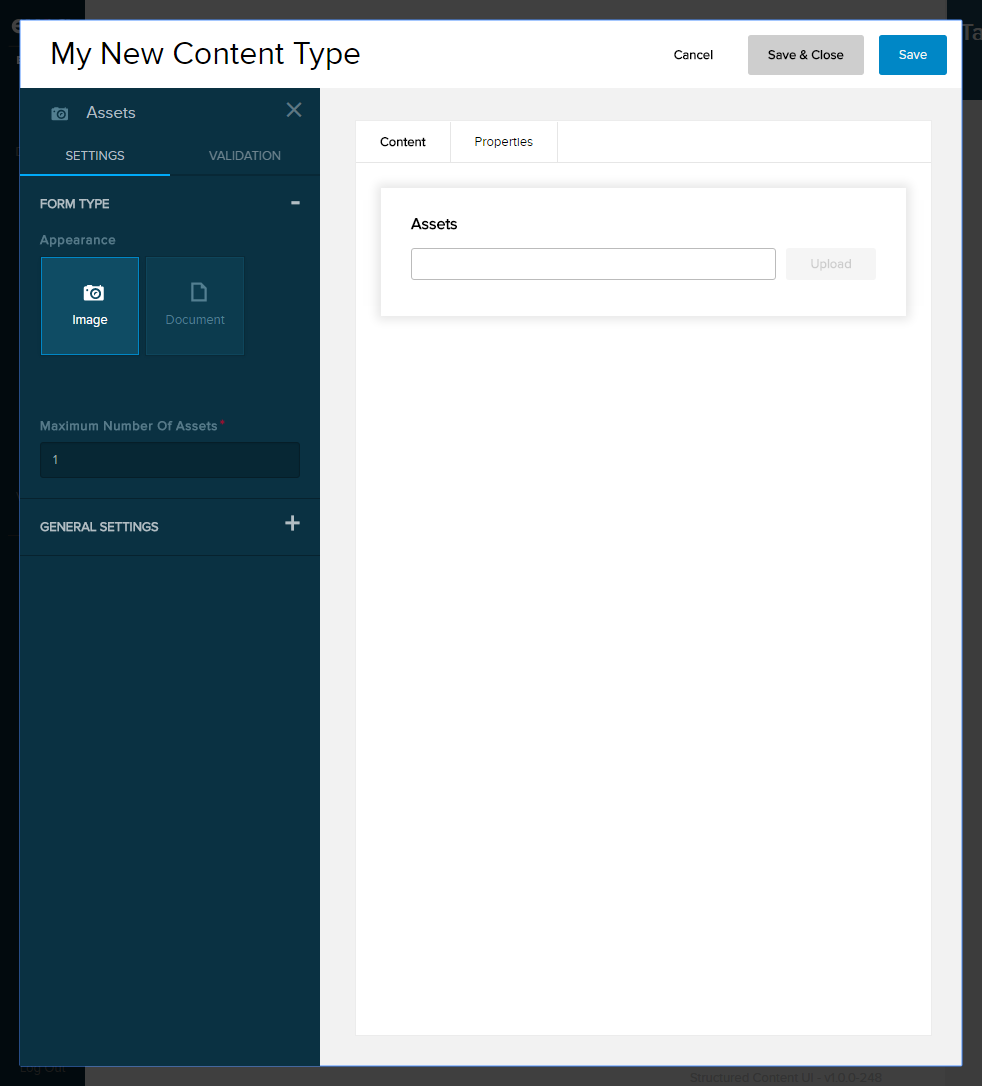 My New Content Type
Cancel
Save & Close
Save
Assets
SETTINGS
VALIDATION
FORM TYPE
Appearance
Image
Document
Maximum Number Of Assets*
1
GENERAL SETTINGS
Content
Properties
Assets
Upload
Log Out
Structured Content UI - v1.0.0-248